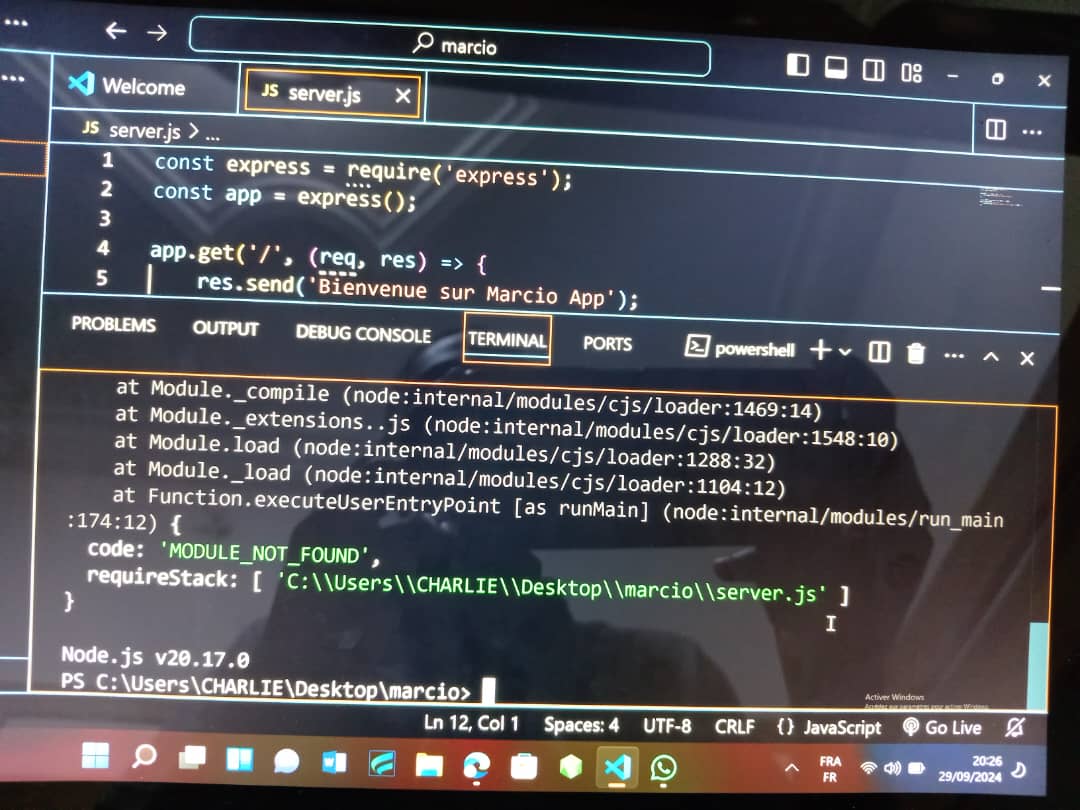 marcio
Welcome
JS server.js
JS server.js > ...
1 const express = require('express');
2 const app = express();
3
4 app.get('/', (req, res) => {
5 res.send('Bienvenue sur Marcio App');
PROBLEMS OUTPUT DEBUG CONSOLE TERMINAL PORTS powershell
at Module._compile (node:internal/modules/cjs/loader:1469:14)
at Module._extensions..js (node:internal/modules/cjs/loader:1548:10)
at Module.load (node:internal/modules/cjs/loader:1288:32)
at Module._load (node:internal/modules/cjs/loader:1104:12)
at Function.executeUserEntryPoint [as runMain] (node:internal/modules/run_main
:174:12) {
code: 'MODULE_NOT_FOUND',
requireStack: [ 'C:\\Users\\CHARLIE\\Desktop\\marcio\\server.js' ]
}
Node.js v20.17.0
PS C:\Users\CHARLIE\Desktop\marcio>
Activer Windows
Accédez aux paramètres pour activer Windows.
Ln 12, Col 1 Spaces: 4 UTF-8 CRLF {} JavaScript Go Live
FRA
FR
20:26
29/09/2024